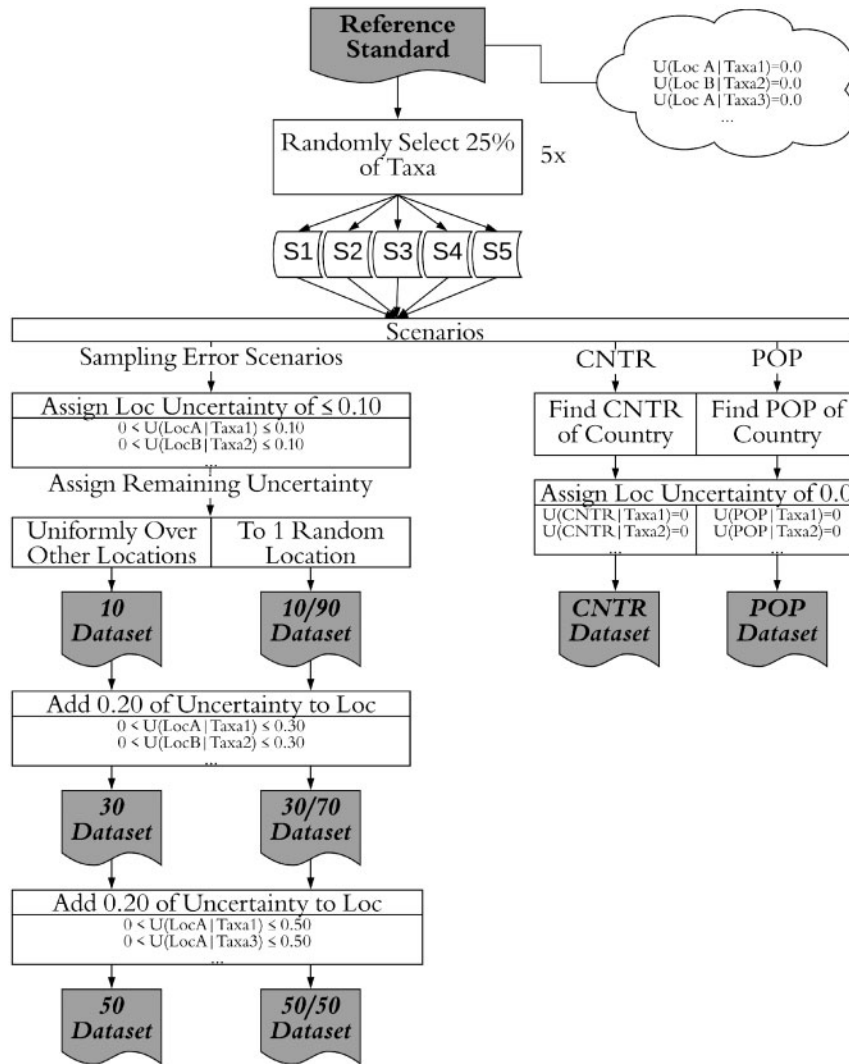 Reference
Standard
U(Loc A|Taxa1)=0.0
U(Loc B|Taxa2)=0.0
U(Loc A|Taxa3)=0.0
...
Randomly Select 25%
of Taxa
5x
S1 S2 S3 S4 S5
Scenarios
Sampling Error Scenarios
CNTR POP
Assign Loc Uncertainty of ≤ 0.10
0 < U(LocA|Taxa1) ≤ 0.10
0 < U(LocB|Taxa2) ≤ 0.10
...
Assign Remaining Uncertainty
Uniformly Over
Other Locations
To 1 Random
Location
Find CNTR
of Country
Find POP of
Country
Assign Loc Uncertainty of 0.0
U(CNTR|Taxa1)=0
U(CNTR|Taxa2)=0
...
U(POP|Taxa1)=0
U(POP|Taxa2)=0
...
10
Dataset
10/90
Dataset
CNTR
Dataset
POP
Dataset
Add 0.20 of Uncertainty to Loc
0 < U(LocA|Taxa1) ≤ 0.30
0 < U(LocB|Taxa2) ≤ 0.30
...
30
Dataset
30/70
Dataset
Add 0.20 of Uncertainty to Loc
0 < U(LocA|Taxa1) ≤ 0.50
0 < U(LocA|Taxa3) ≤ 0.50
...
50
Dataset
50/50
Dataset